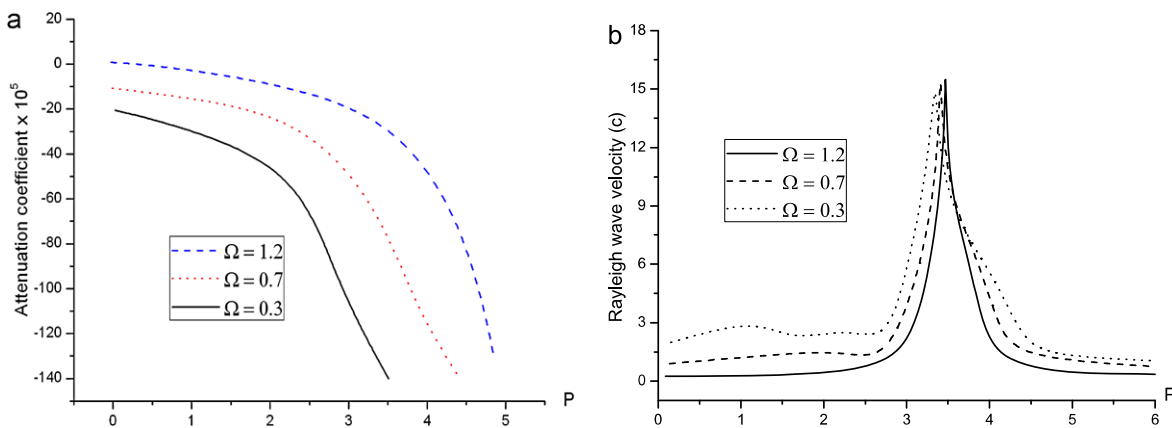 a
Attenuation coefficient x 10⁵
20
0
-20
-40
-60
-80
-100
-120
-140
0 1 2 3 4 5
P
Ω = 1.2
Ω = 0.7
Ω = 0.3
b
Rayleigh wave velocity (c)
18
15
12
9
6
3
0
0 1 2 3 4 5 6
P
Ω = 1.2
Ω = 0.7
Ω = 0.3